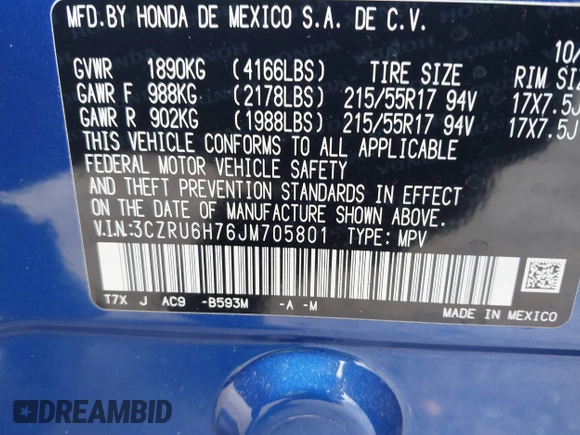 MFD.BY HONDA DE MEXICO S.A. DE C.V.
10/
GVWR 1890KG (4166LBS) TIRE SIZE RIM SIZ
GAWR F 988KG (2178LBS) 215/55R17 94V 17X7.5J
GAWR R 902KG (1988LBS) 215/55R17 94V 17X7.5J
THIS VEHICLE CONFORMS TO ALL APPLICABLE
FEDERAL MOTOR VEHICLE SAFETY
AND THEFT PREVENTION STANDARDS IN EFFECT
ON THE DATE OF MANUFACTURE SHOWN ABOVE.
V.I.N:3CZRU6H76JM705801 TYPE: MPV
T7X J AC9 -B593M -A -M
MADE IN MEXICO
DREAMBID